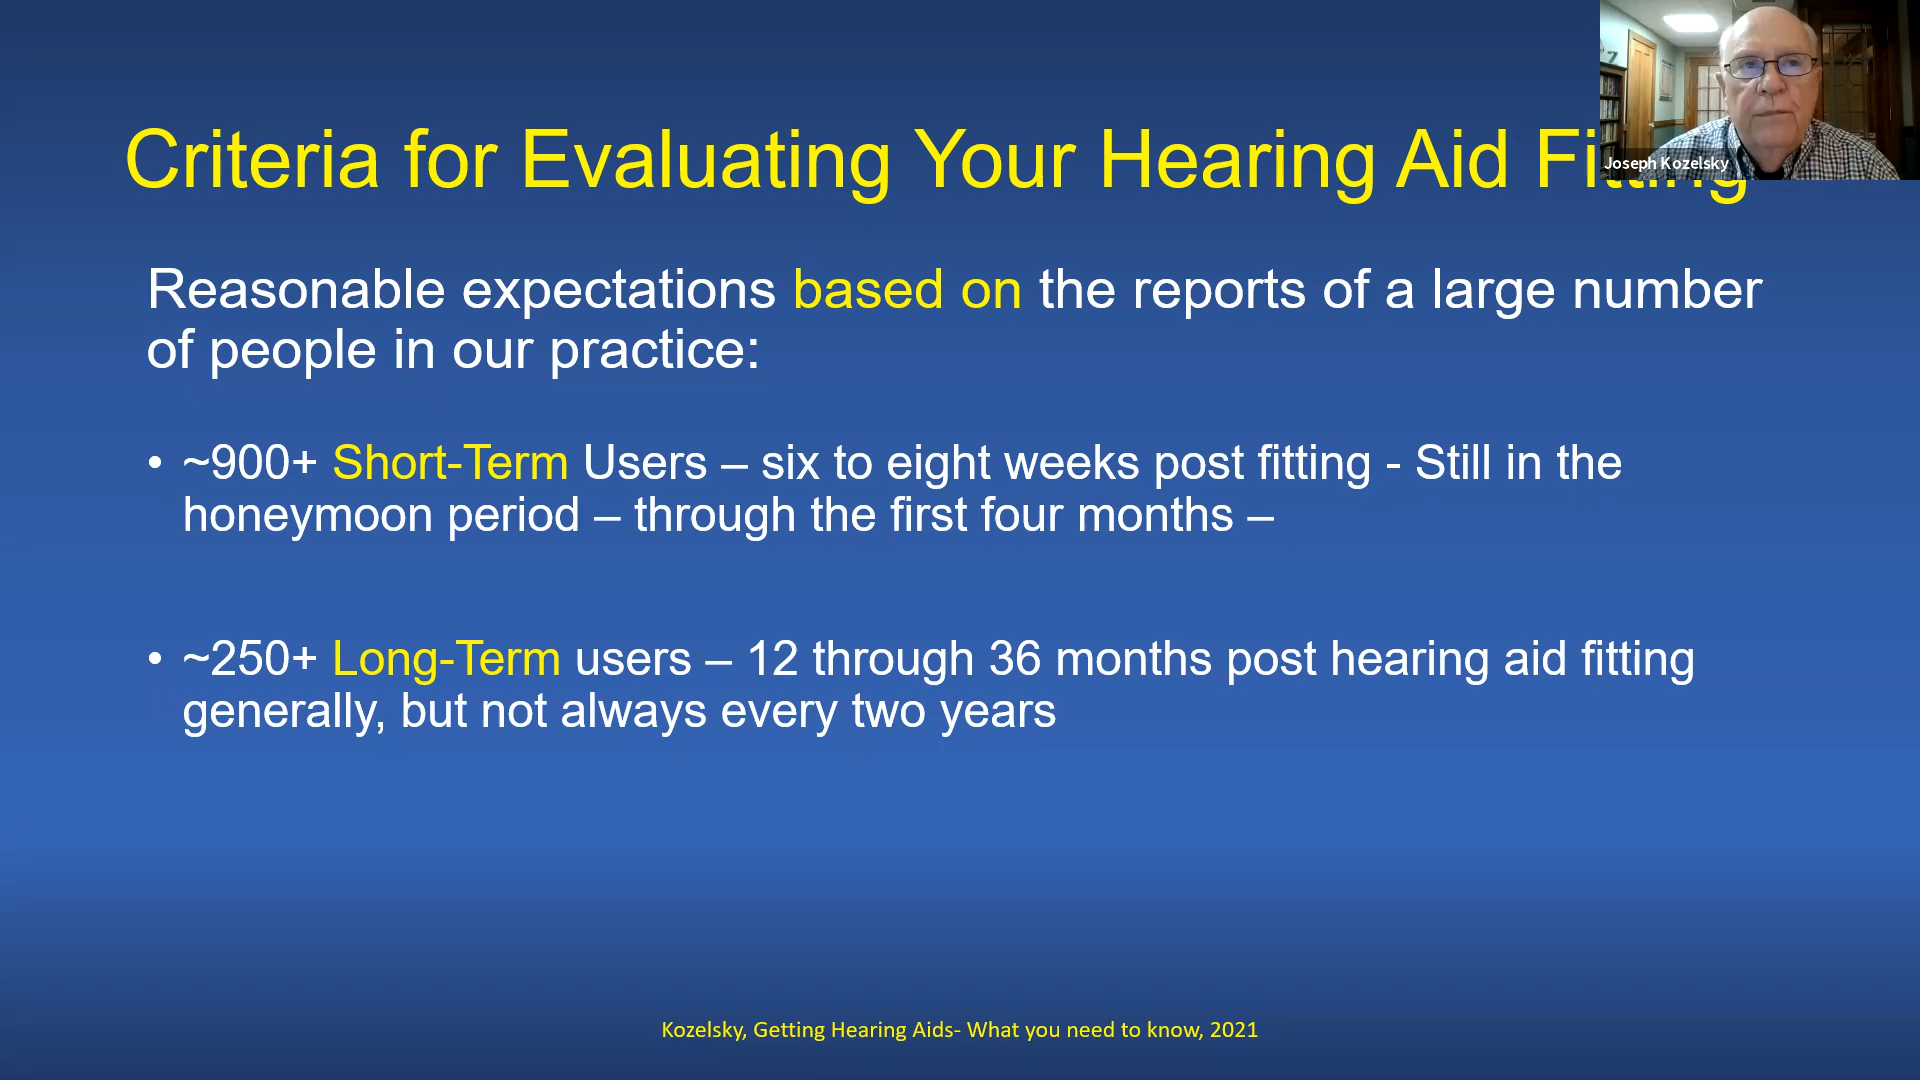 Criteria for Evaluating Your Hearing Aid Fitting
Joseph Kozelsky
Reasonable expectations based on the reports of a large number
of people in our practice:
• ~900+ Short-Term Users – six to eight weeks post fitting - Still in the
honeymoon period – through the first four months –
• ~250+ Long-Term users – 12 through 36 months post hearing aid fitting
generally, but not always every two years
Kozelsky, Getting Hearing Aids- What you need to know, 2021